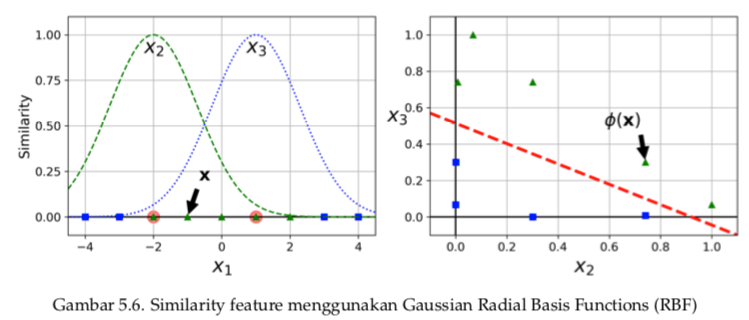 Similarity
1.00
0.75
0.50
0.25
0.00
x₂
x₃
x
−4
−2
0
2
4
x₁
x₃
1.0
0.8
0.6
0.4
0.2
0.0
ϕ(x)
0.0
0.2
0.4
0.6
0.8
1.0
x₂
Gambar 5.6. Similarity feature menggunakan Gaussian Radial Basis Functions (RBF)